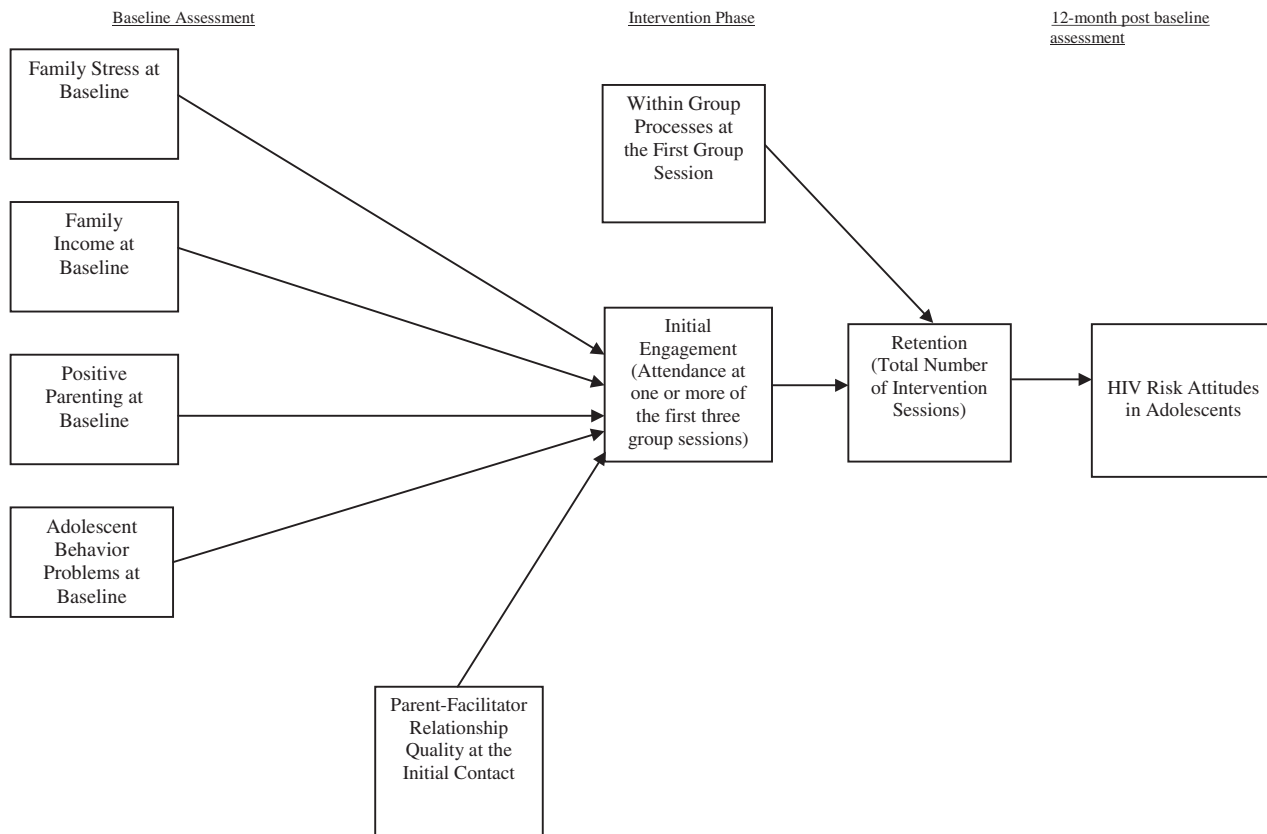 Baseline Assessment
Intervention Phase
12-month post baseline
assessment
Family Stress at
Baseline
Within Group
Processes at
the First Group
Session
Family
Income at
Baseline
Initial
Engagement
(Attendance at
one or more of
the first three
group sessions)
Retention
(Total Number
of Intervention
Sessions)
HIV Risk Attitudes
in Adolescents
Positive
Parenting at
Baseline
Adolescent
Behavior
Problems at
Baseline
Parent-Facilitator
Relationship
Quality at the
Initial Contact